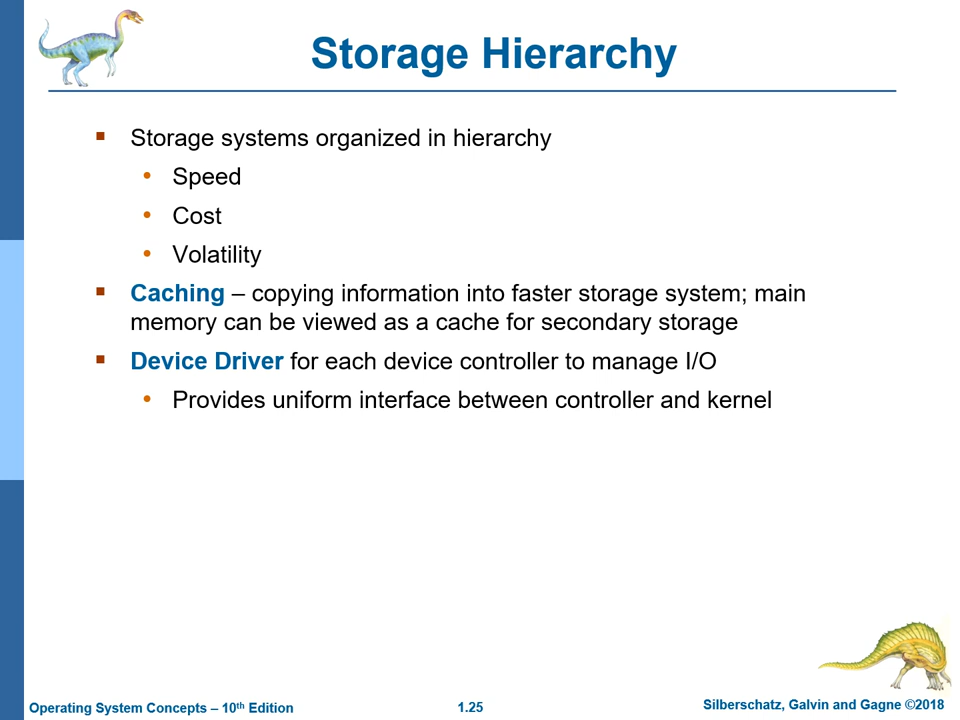 Storage Hierarchy
▪ Storage systems organized in hierarchy
• Speed
• Cost
• Volatility
▪ Caching – copying information into faster storage system; main
memory can be viewed as a cache for secondary storage
▪ Device Driver for each device controller to manage I/O
• Provides uniform interface between controller and kernel
Operating System Concepts – 10th Edition
1.25
Silberschatz, Galvin and Gagne ©2018